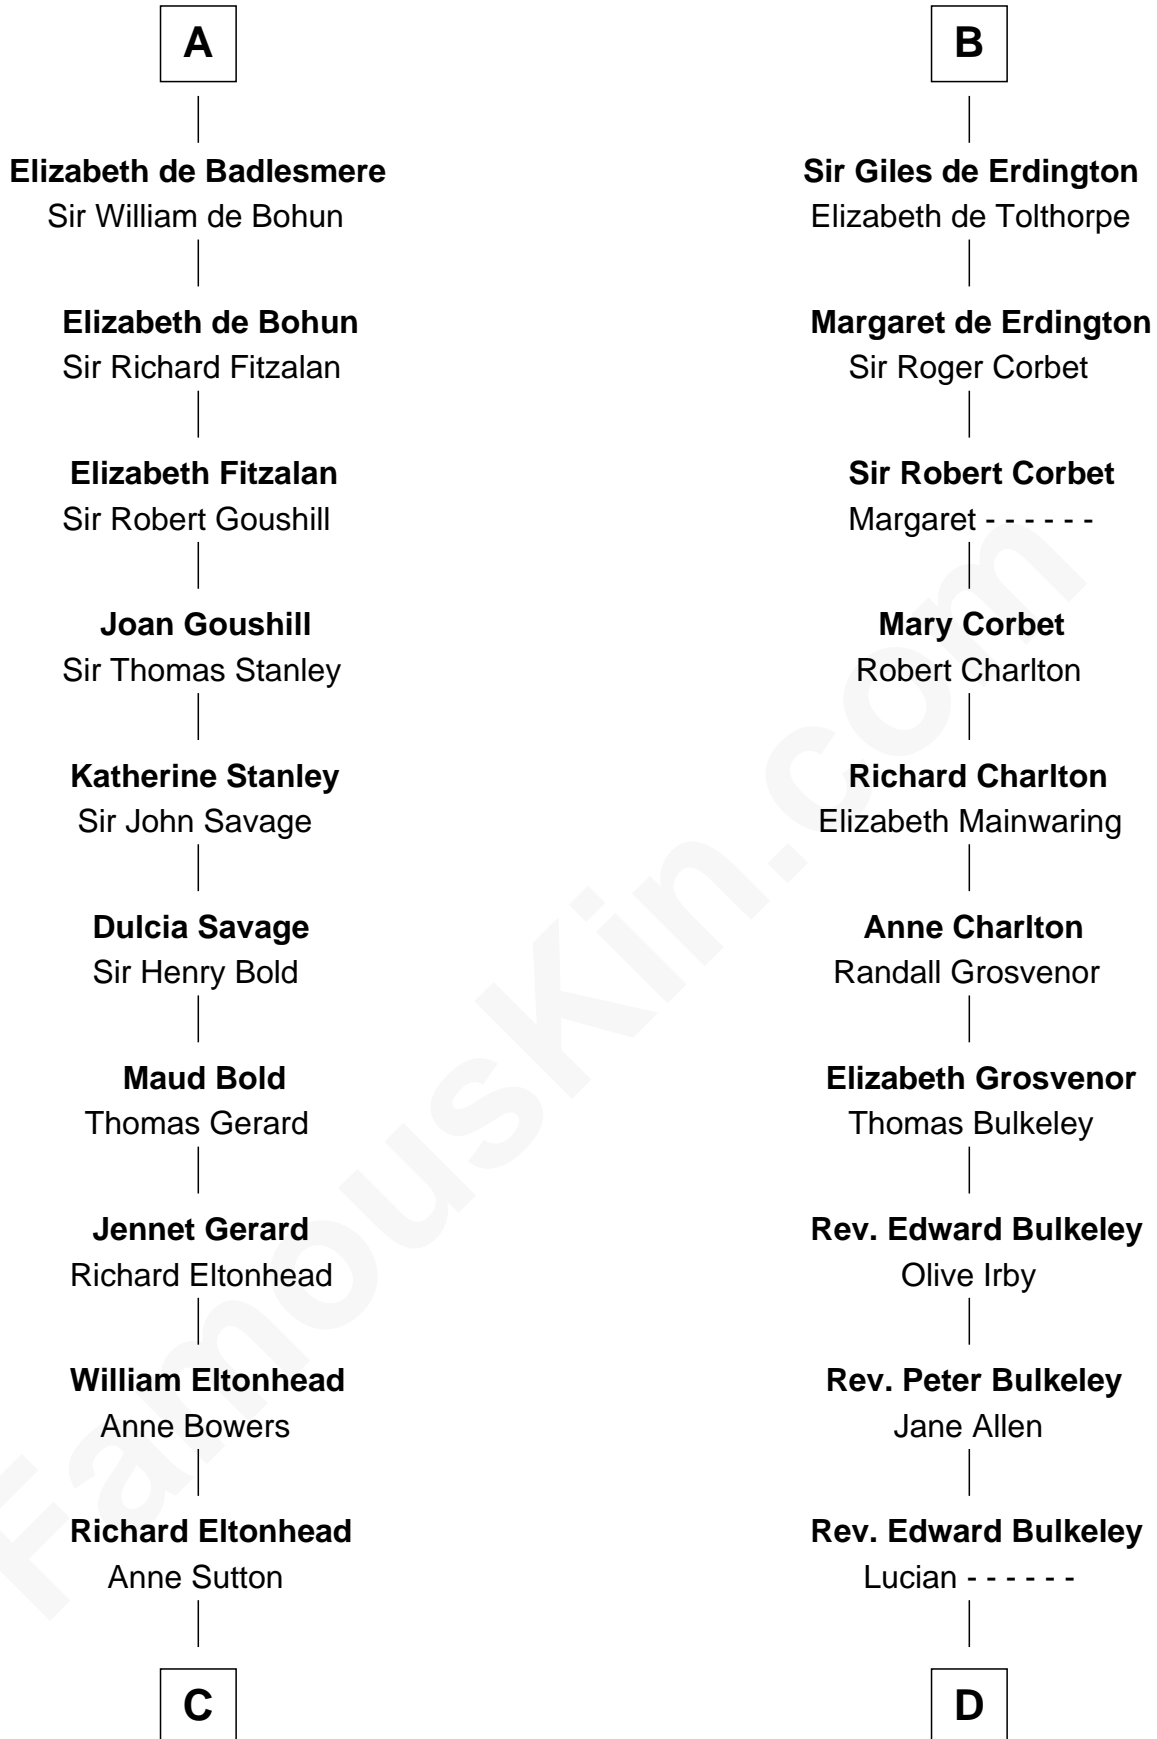 A
Elizabeth de Badlesmere
Sir William de Bohun
Elizabeth de Bohun
Sir Richard Fitzalan
Elizabeth Fitzalan
Sir Robert Goushill
Joan Goushill
Sir Thomas Stanley
Katherine Stanley
Sir John Savage
Dulcia Savage
Sir Henry Bold
Maud Bold
Thomas Gerard
Jennet Gerard
Richard Eltonhead
William Eltonhead
Anne Bowers
Richard Eltonhead
Anne Sutton
C
B
Sir Giles de Erdington
Elizabeth de Tolthorpe
Margaret de Erdington
Sir Roger Corbet
Sir Robert Corbet
Margaret - - - - - -
Mary Corbet
Robert Charlton
Richard Charlton
Elizabeth Mainwaring
Anne Charlton
Randall Grosvenor
Elizabeth Grosvenor
Thomas Bulkeley
Rev. Edward Bulkeley
Olive Irby
Rev. Peter Bulkeley
Jane Allen
Rev. Edward Bulkeley
Lucian - - - - - -
D
FamousKin.com